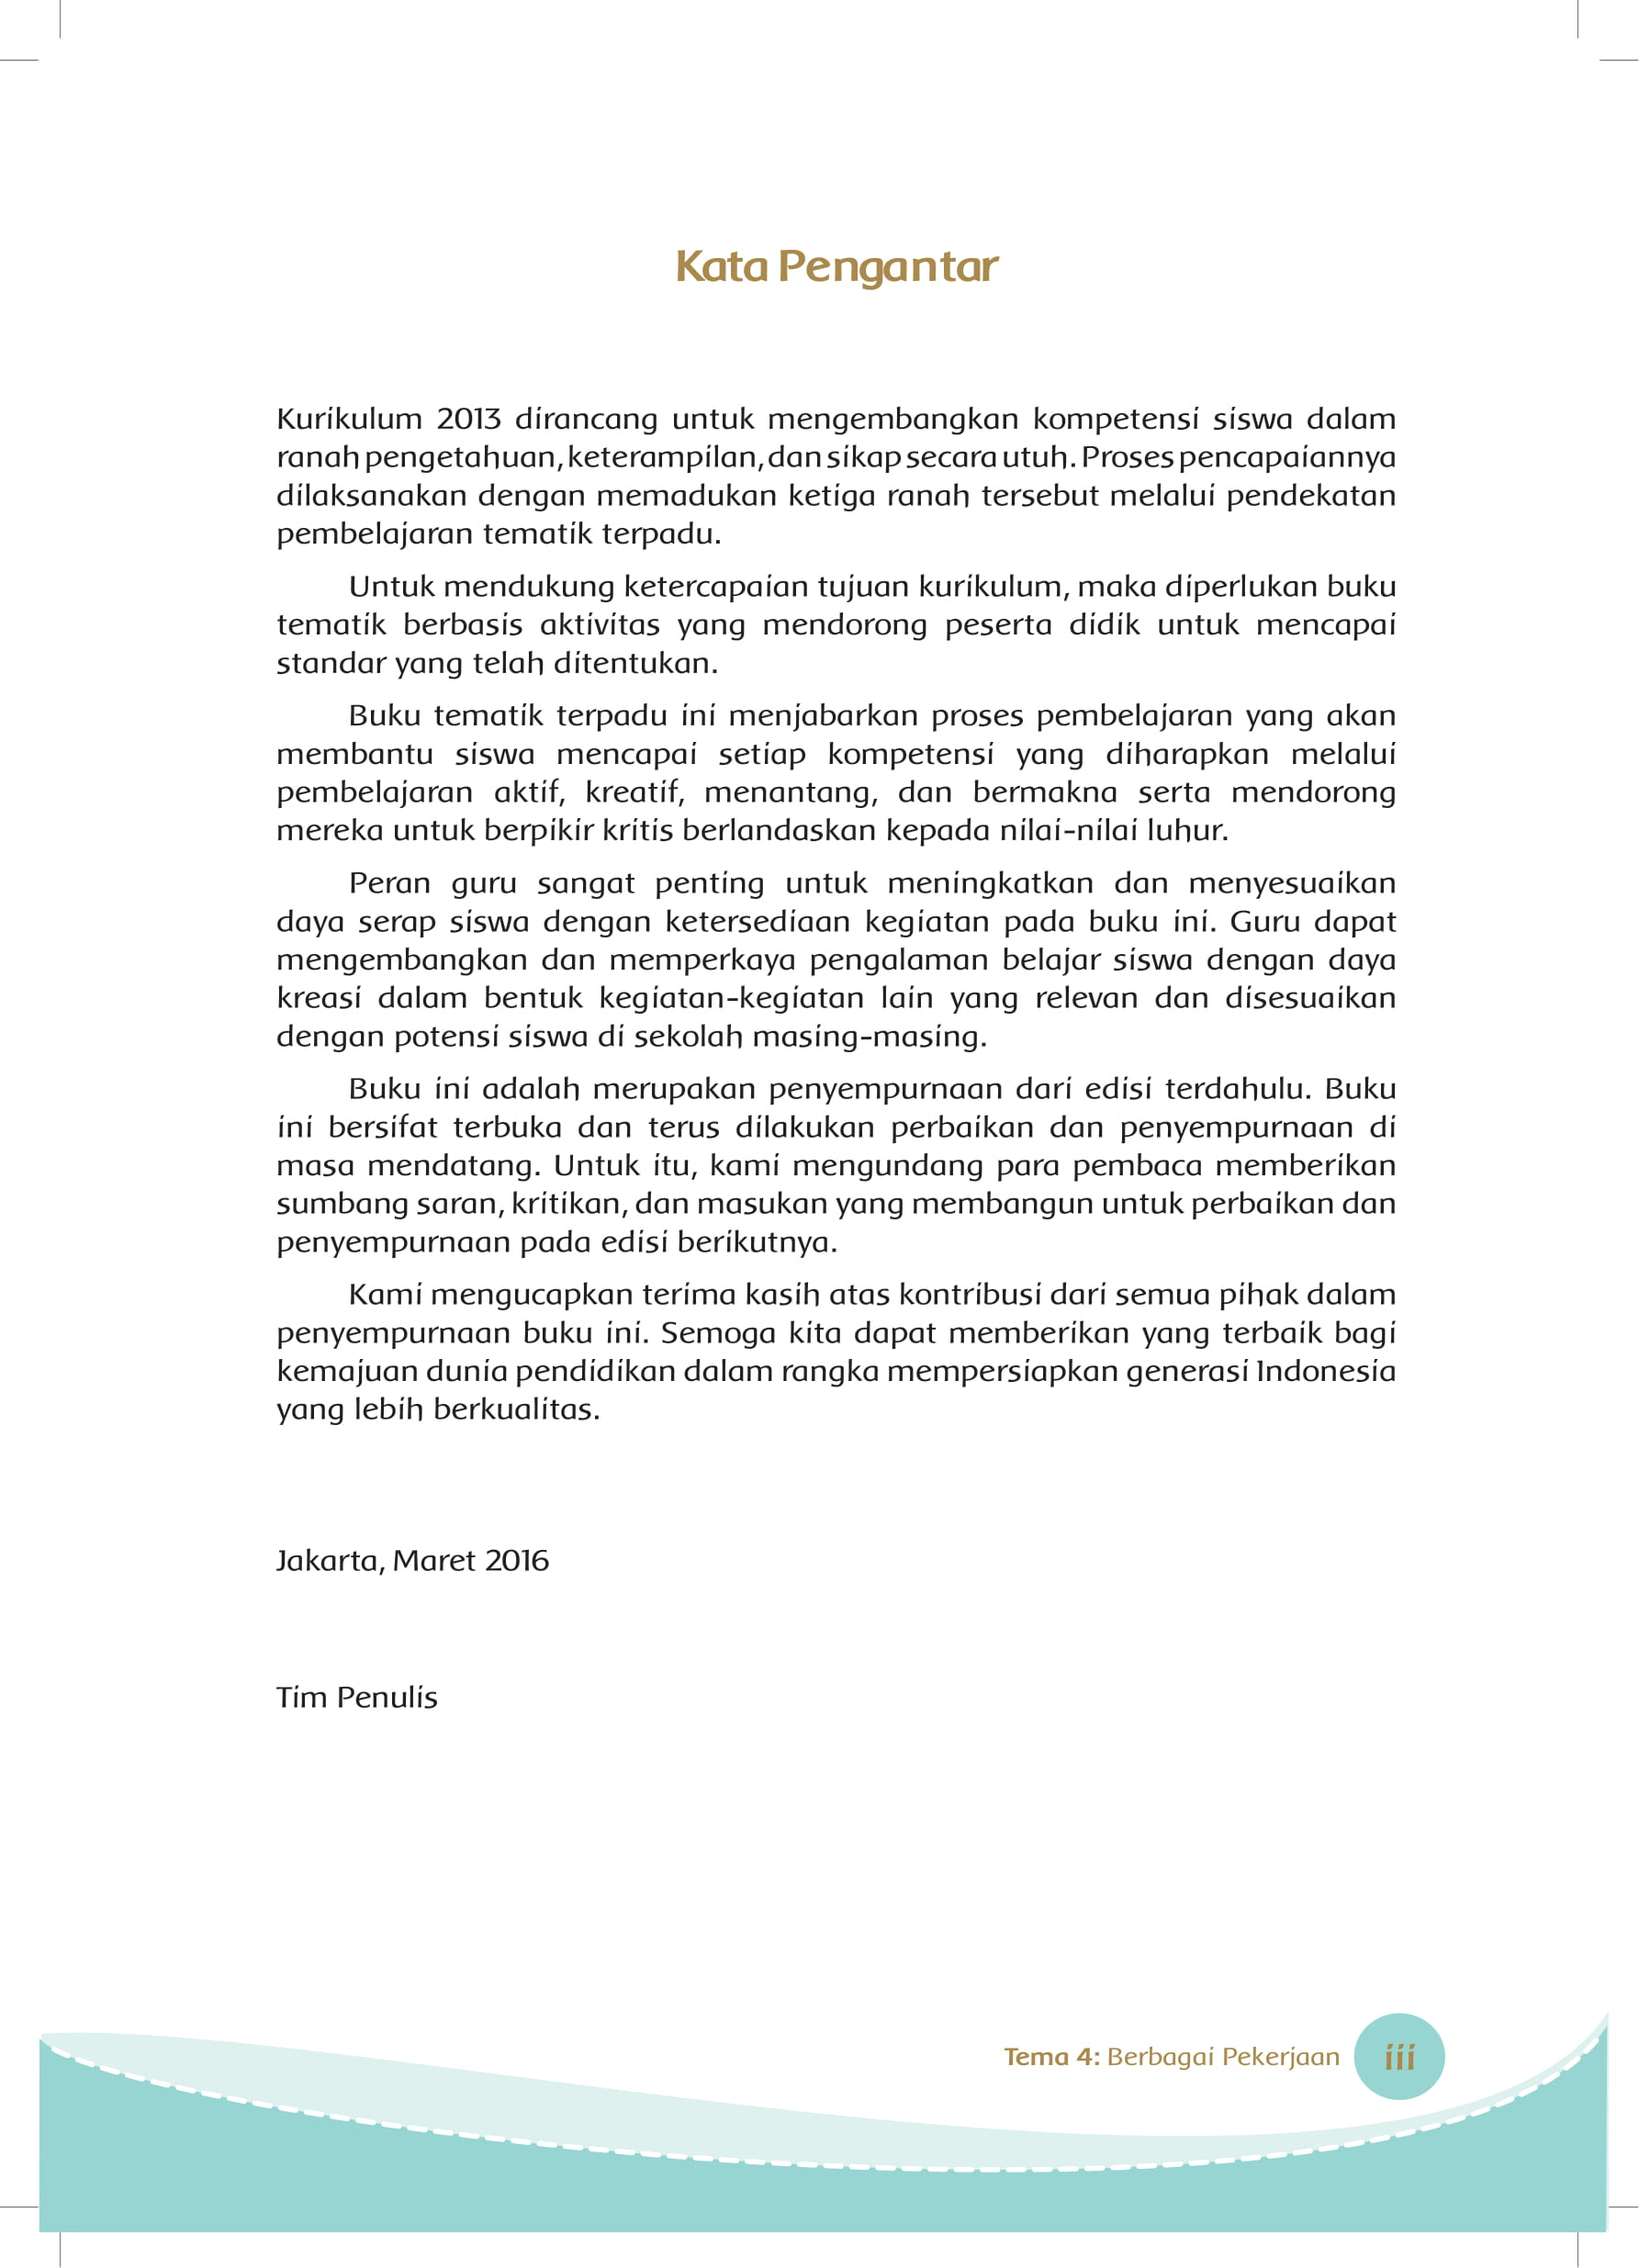 Kata Pengantar
Kurikulum 2013 dirancang untuk mengembangkan kompetensi siswa dalam
ranah pengetahuan, keterampilan, dan sikap secara utuh. Proses pencapaiannya
dilaksanakan dengan memadukan ketiga ranah tersebut melalui pendekatan
pembelajaran tematik terpadu.
Untuk mendukung ketercapaian tujuan kurikulum, maka diperlukan buku
tematik berbasis aktivitas yang mendorong peserta didik untuk mencapai
standar yang telah ditentukan.
Buku tematik terpadu ini menjabarkan proses pembelajaran yang akan
membantu siswa mencapai setiap kompetensi yang diharapkan melalui
pembelajaran aktif, kreatif, menantang, dan bermakna serta mendorong
mereka untuk berpikir kritis berlandaskan kepada nilai-nilai luhur.
Peran guru sangat penting untuk meningkatkan dan menyesuaikan
daya serap siswa dengan ketersediaan kegiatan pada buku ini. Guru dapat
mengembangkan dan memperkaya pengalaman belajar siswa dengan daya
kreasi dalam bentuk kegiatan-kegiatan lain yang relevan dan disesuaikan
dengan potensi siswa di sekolah masing-masing.
Buku ini adalah merupakan penyempurnaan dari edisi terdahulu. Buku
ini bersifat terbuka dan terus dilakukan perbaikan dan penyempurnaan di
masa mendatang. Untuk itu, kami mengundang para pembaca memberikan
sumbang saran, kritikan, dan masukan yang membangun untuk perbaikan dan
penyempurnaan pada edisi berikutnya.
Kami mengucapkan terima kasih atas kontribusi dari semua pihak dalam
penyempurnaan buku ini. Semoga kita dapat memberikan yang terbaik bagi
kemajuan dunia pendidikan dalam rangka mempersiapkan generasi Indonesia
yang lebih berkualitas.
Jakarta, Maret 2016
Tim Penulis
Tema 4: Berbagai Pekerjaan iii